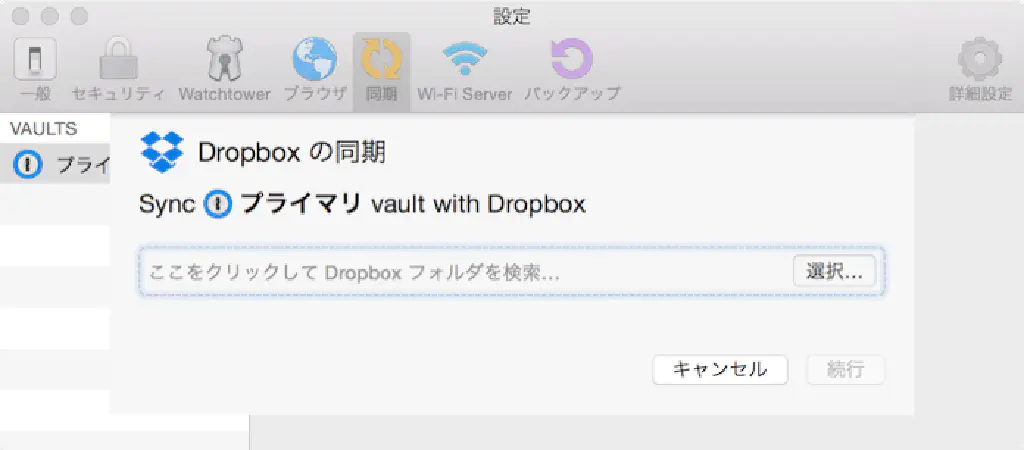 設定
一般 セキュリティ Watchtower ブラウザ 同期 Wi-Fi Server バックアップ 詳細設定
VAULTS
プライ
Dropbox の同期
Sync プライマリ vault with Dropbox
ここをクリックして Dropbox フォルダを検索... 選択...
キャンセル 続行